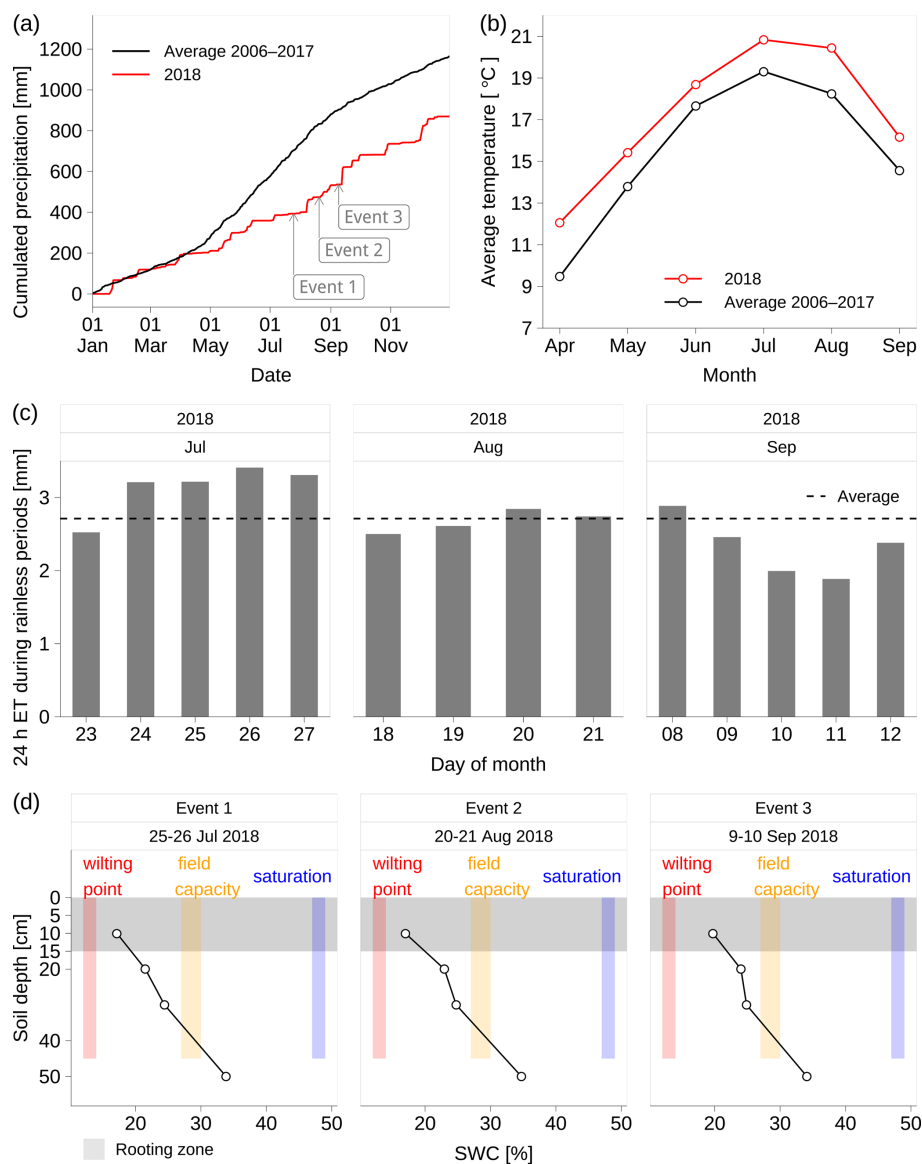 (a)
1200
1000
800
600
400
200
0
Cumulated precipitation [mm]
Average 2006–2017
2018
Event 3
Event 2
Event 1
01 01 01 01 01 01
Jan Mar May Jul Sep Nov
Date
(b)
21
19
17
15
13
11
9
7
Average temperature [ °C]
2018
Average 2006–2017
Apr May Jun Jul Aug Sep
Month
(c)
2018 2018 2018
Jul Aug Sep
24 h ET during rainless periods [mm]
3
2
1
0
Average
23 24 25 26 27 18 19 20 21 08 09 10 11 12
Day of month
(d)
Event 1 Event 2 Event 3
25-26 Jul 2018 20-21 Aug 2018 9-10 Sep 2018
wilting field wilting field wilting field
saturation saturation saturation
point capacity point capacity point capacity
Soil depth [cm]
0
5
10
15
20
40
50
20 30 40 50 20 30 40 50 20 30 40 50
SWC [%]
Rooting zone